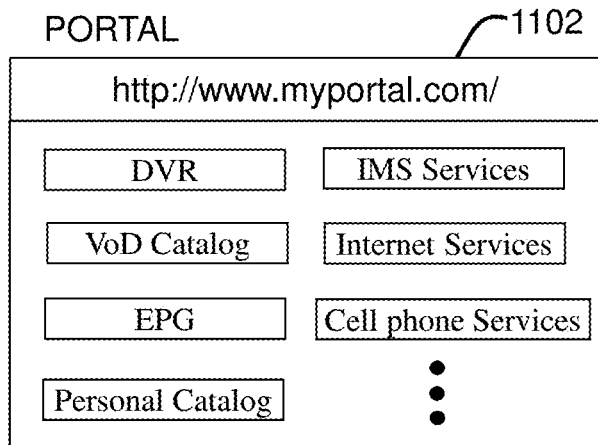 PORTAL
1102
http://www.myportal.com/
DVR
IMS Services
VoD Catalog
Internet Services
EPG
Cell phone Services
Personal Catalog